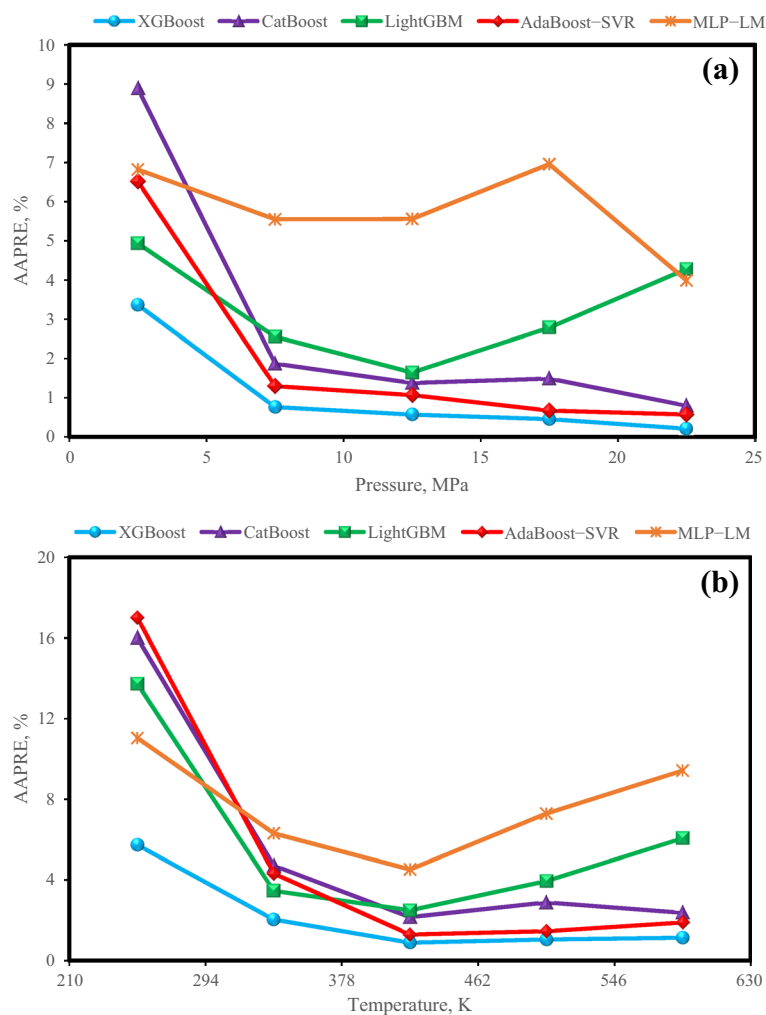 XGBoost CatBoost LightGBM AdaBoost−SVR MLP−LM
(a)
10
9
8
7
6
5
4
3
2
1
0
AAPRE, %
0 5 10 15 20 25
Pressure, MPa
XGBoost CatBoost LightGBM AdaBoost−SVR MLP−LM
(b)
20
16
12
8
4
0
AAPRE, %
210 294 378 462 546 630
Temperature, K